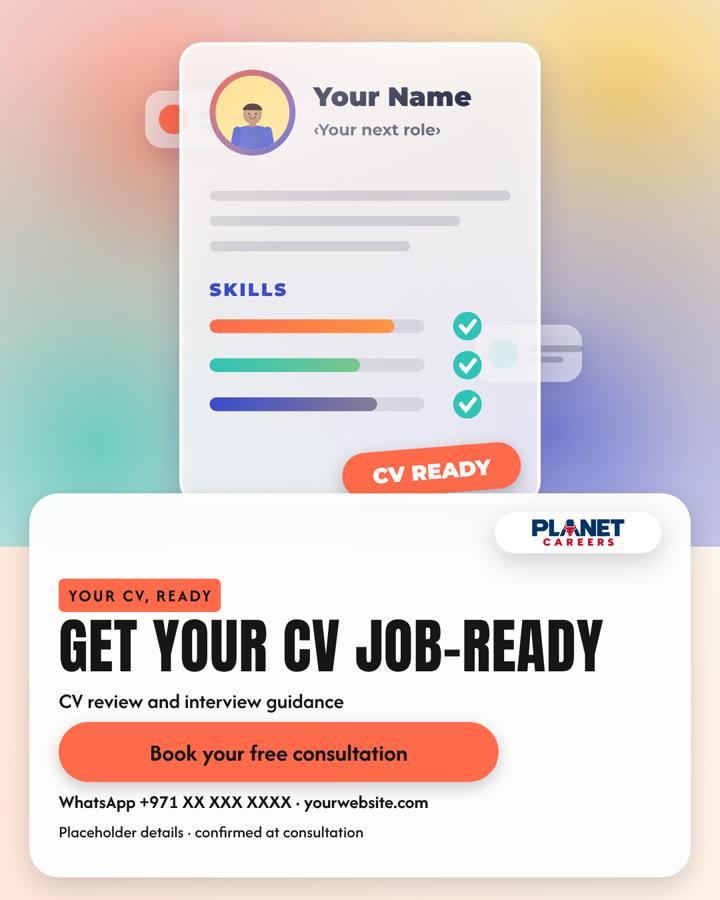 Your Name
‹Your next role›
SKILLS
CV READY
PLANET
CAREERS
YOUR CV, READY
GET YOUR CV JOB-READY
CV review and interview guidance
Book your free consultation
WhatsApp +971 XX XXX XXXX · yourwebsite.com
Placeholder details · confirmed at consultation